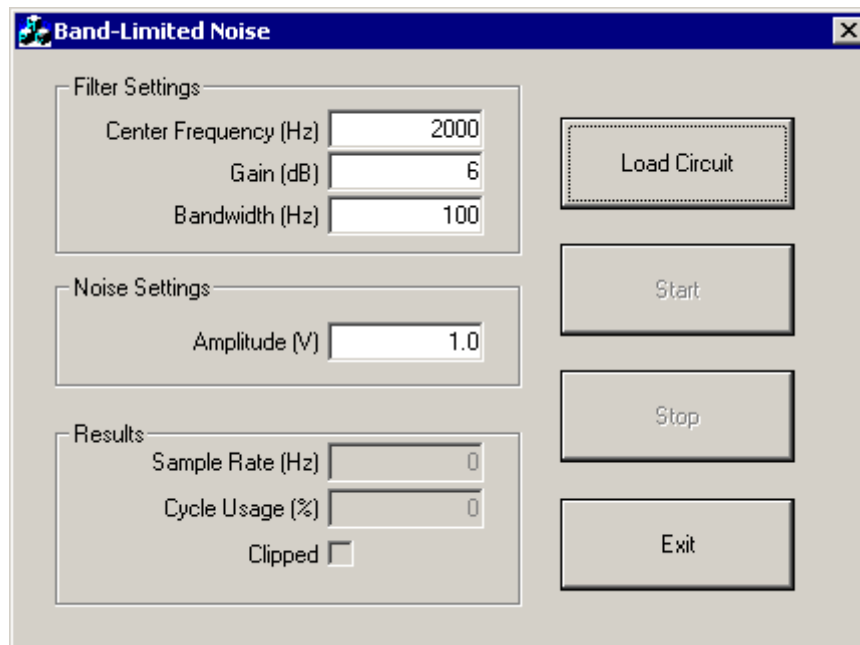 Band-Limited Noise
Filter Settings
Center Frequency (Hz) 2000
Gain (dB) 6
Bandwidth (Hz) 100
Noise Settings
Amplitude (V) 1.0
Results
Sample Rate (Hz) 0
Cycle Usage (%) 0
Clipped
Load Circuit
Start
Stop
Exit